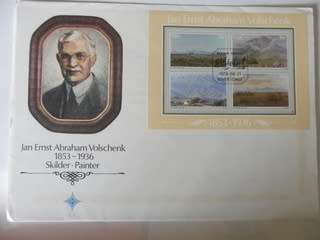 Jan Ernst Abraham Volschenk
1853 - 1936
Jan Ernst Abraham Volschenk
1853 - 1936
Skilder - Painter